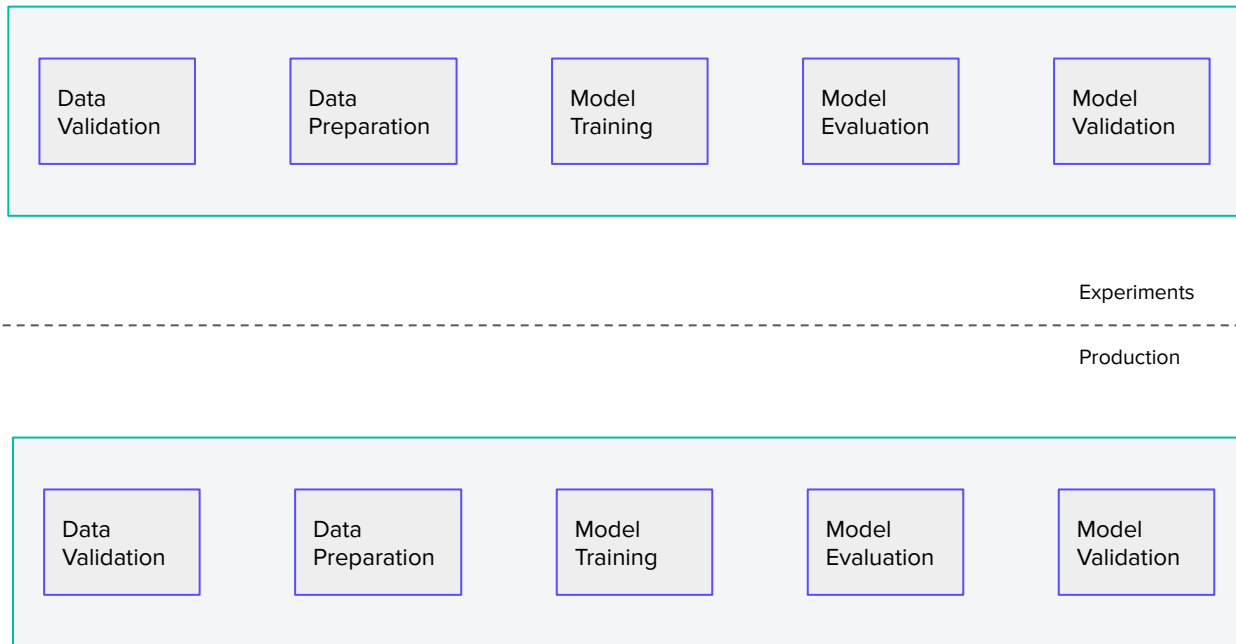 Data
Validation
Data
Preparation
Model
Training
Model
Evaluation
Model
Validation
Experiments
Production
Data
Validation
Data
Preparation
Model
Training
Model
Evaluation
Model
Validation